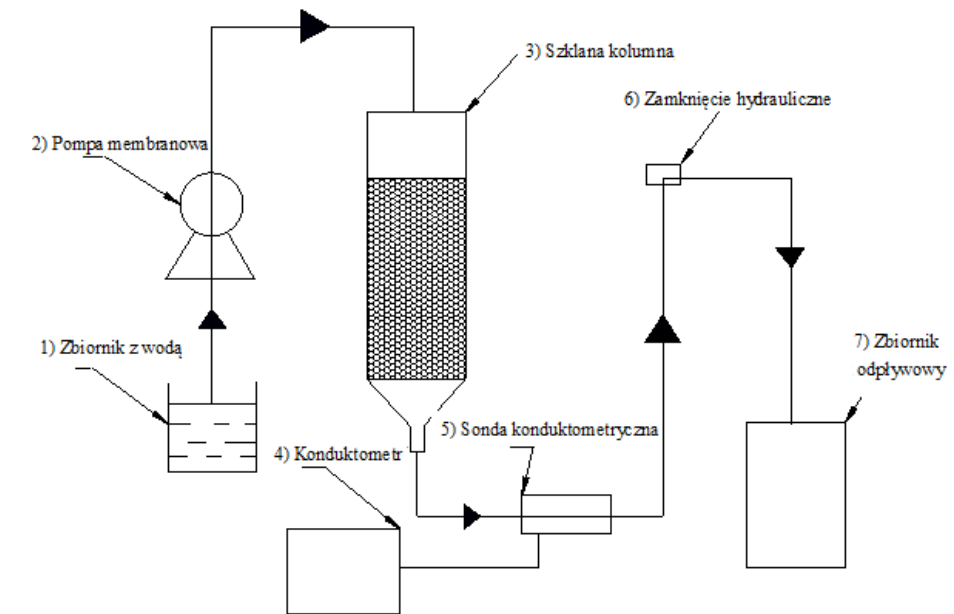 1) Zbiornik z wodą
2) Pompa membranowa
3) Szklana kolumna
4) Konduktometr
5) Sonda konduktometryczna
6) Zamknięcie hydrauliczne
7) Zbiornik
odpływowy